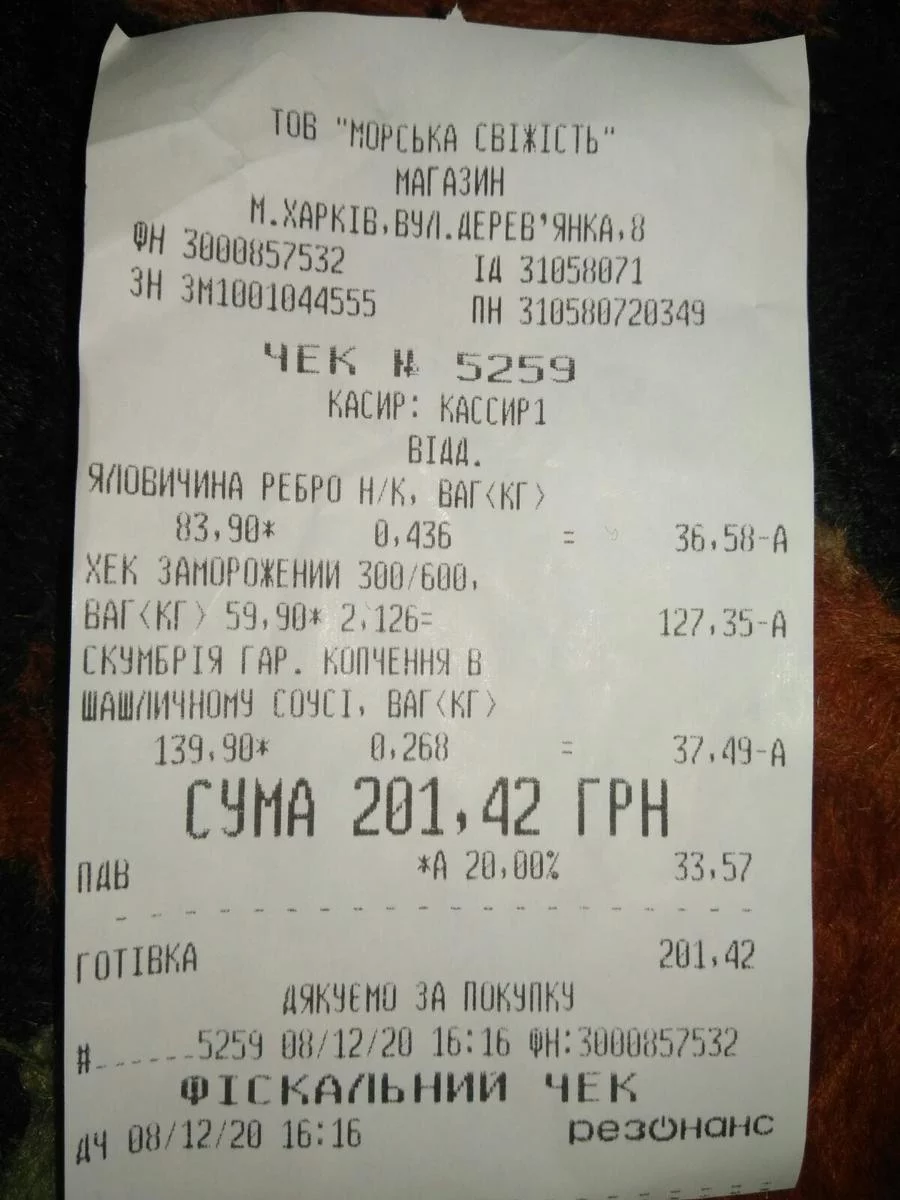 ТОВ "МОРСЬКА СВІЖІСТЬ"
МАГАЗИН
М.ХАРКІВ,ВУЛ.ДЕРЕВ'ЯНКА,8
ФН 3000857532 ІД 31058071
ЗН ЗМ1001044555 ПН 310580720349
ЧЕК № 5259
КАСИР: КАССИР1
ВІДД.
ЯЛОВИЧИНА РЕБРО Н/К, ВАГ<КГ>
83,90* 0,436 = 36,58-А
ХЕК ЗАМОРОЖЕНИЙ 300/600,
ВАГ<КГ> 59,90* 2,126= 127,35-А
СКУМБРІЯ ГАР. КОПЧЕННЯ В
ШАШЛИЧНОМУ СОУСІ, ВАГ<КГ>
139,90* 0,268 = 37,49-А
СУМА 201,42 ГРН
ПДВ *А 20,00% 33,57
ГОТІВКА 201,42
ДЯКУЄМО ЗА ПОКУПКУ
#.......5259 08/12/20 16:16 ФН:3000857532
ФІСКАЛЬНИЙ ЧЕК
ДЧ 08/12/20 16:16 резонанс